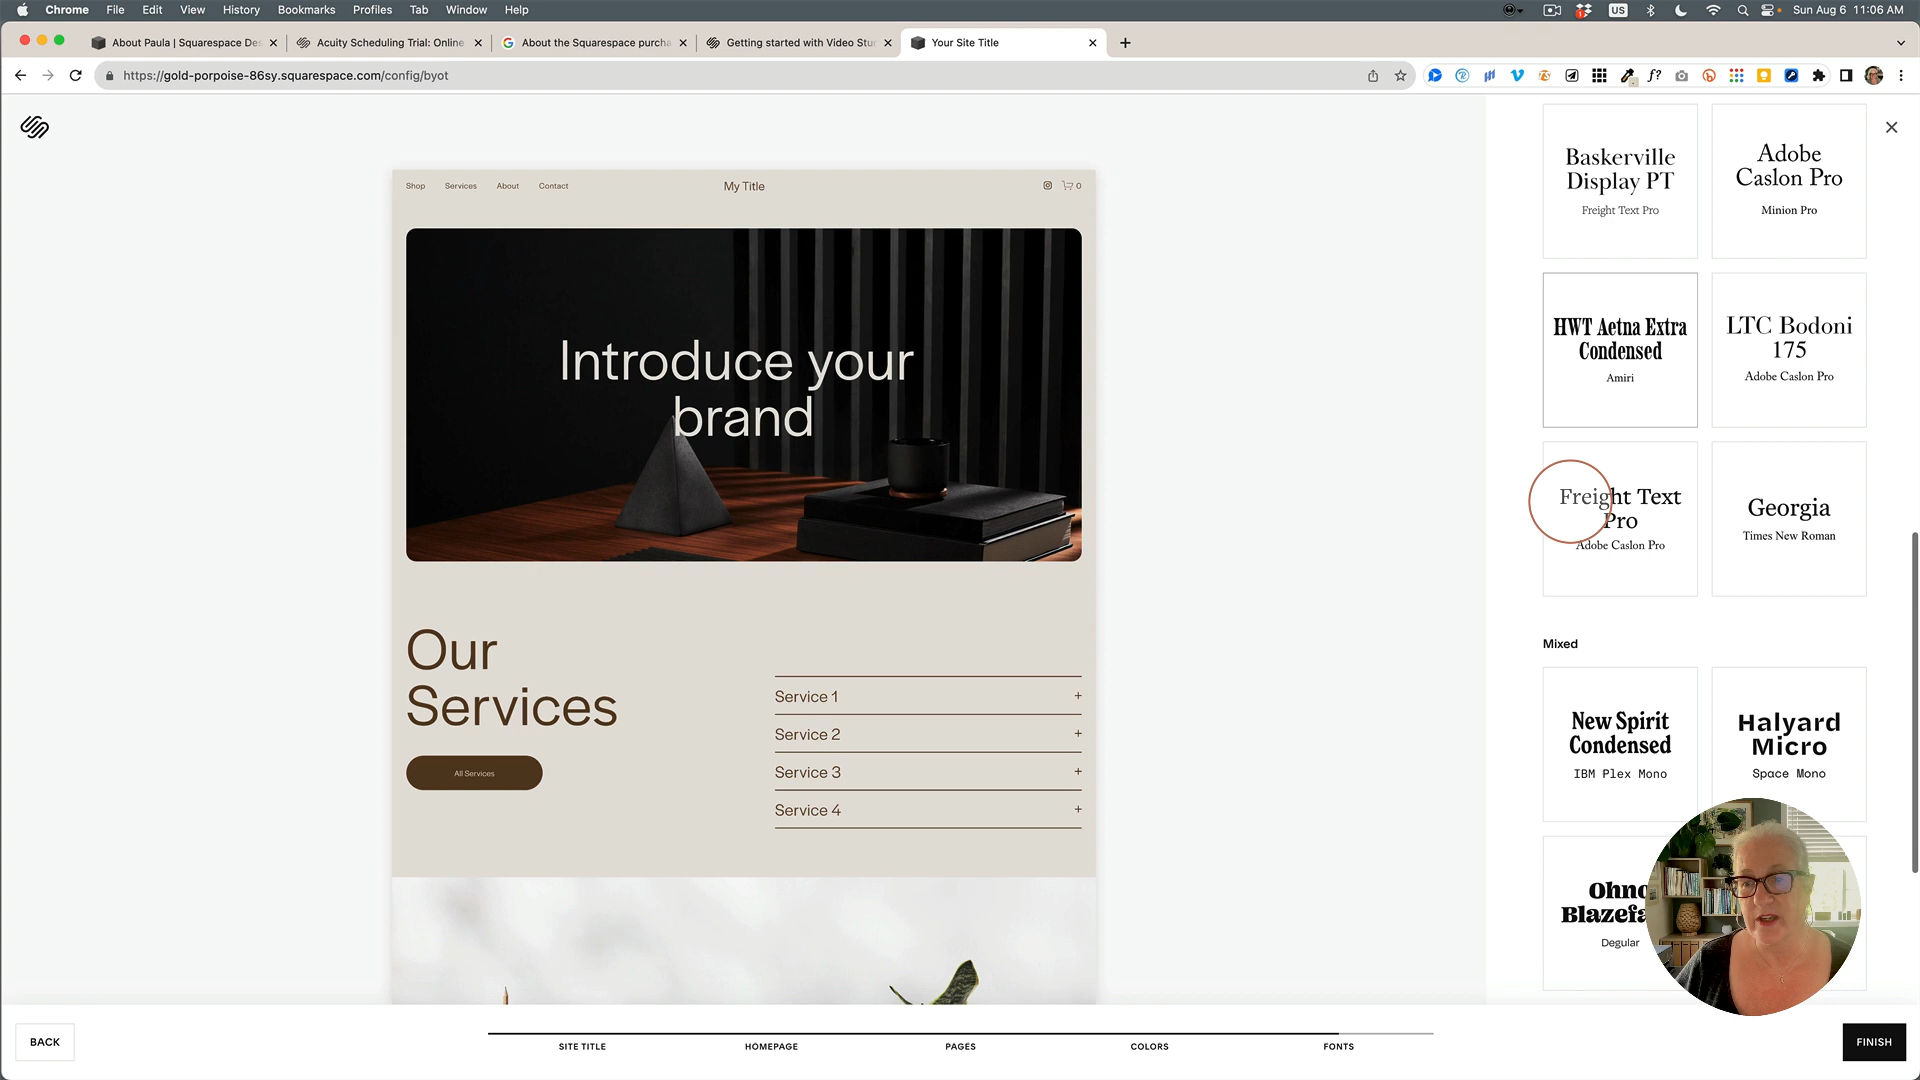 Chrome File Edit View History Bookmarks Profiles Tab Window Help
US Sun Aug 6 11:06 AM
About Paula | Squarespace De
Acuity Scheduling Trial: Online
About the Squarespace purcha
Getting started with Video Stu
Your Site Title
https://gold-porpoise-86sy.squarespace.com/config/byot
f?
Shop Services About Contact
My Title
0
Introduce your
brand
Our
Services
All Services
Service 1 +
Service 2 +
Service 3 +
Service 4 +
Baskerville
Display PT
Freight Text Pro
Adobe
Caslon Pro
Minion Pro
HWT Aetna Extra
Condensed
Amiri
LTC Bodoni
175
Adobe Caslon Pro
Freight Text
Pro
Adobe Caslon Pro
Georgia
Times New Roman
Mixed
New Spirit
Condensed
IBM Plex Mono
Halyard
Micro
Space Mono
Ohno
Blazefa
Degular
BACK
SITE TITLE
HOMEPAGE
PAGES
COLORS
FONTS
FINISH